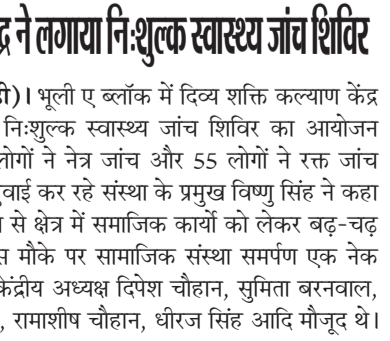 ने लगाया निःशुल्क स्वास्थ्य जांच शिविर
भूली ए ब्लॉक में दिव्य शक्ति कल्याण केंद्र
निःशुल्क स्वास्थ्य जांच शिविर का आयोजन
लोगों ने नेत्र जांच और 55 लोगों ने रक्त जांच
कर रहे संस्था के प्रमुख विष्णु सिंह ने कहा
से क्षेत्र में समाजिक कार्यो को लेकर बढ़-चढ़
मौके पर सामाजिक संस्था समर्पण एक नेक
केंद्रीय अध्यक्ष दिपेश चौहान, सुमिता बरनवाल,
, रामाशीष चौहान, धीरज सिंह आदि मौजूद थे।